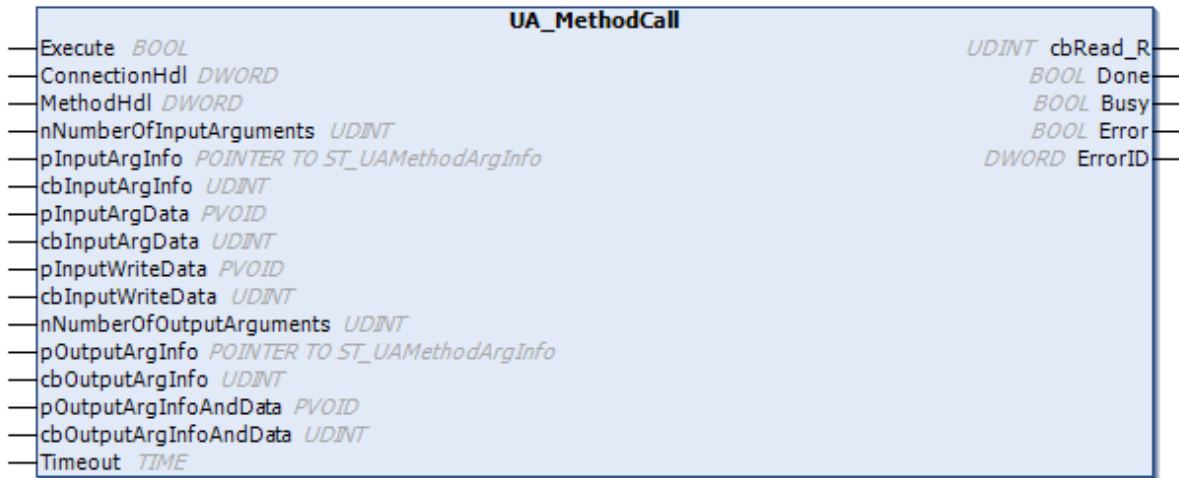 UA_MethodCall
Execute BOOL UDINT cbRead_R
ConnectionHdl DWORD BOOL Done
MethodHdl DWORD BOOL Busy
nNumberOfInputArguments UDINT BOOL Error
pInputArgInfo POINTER TO ST_UAMethodArgInfo DWORD ErrorID
cbInputArgInfo UDINT
pInputArgData PVOID
cbInputArgData UDINT
pInputWriteData PVOID
cbInputWriteData UDINT
nNumberOfOutputArguments UDINT
pOutputArgInfo POINTER TO ST_UAMethodArgInfo
cbOutputArgInfo UDINT
pOutputArgInfoAndData PVOID
cbOutputArgInfoAndData UDINT
Timeout TIME